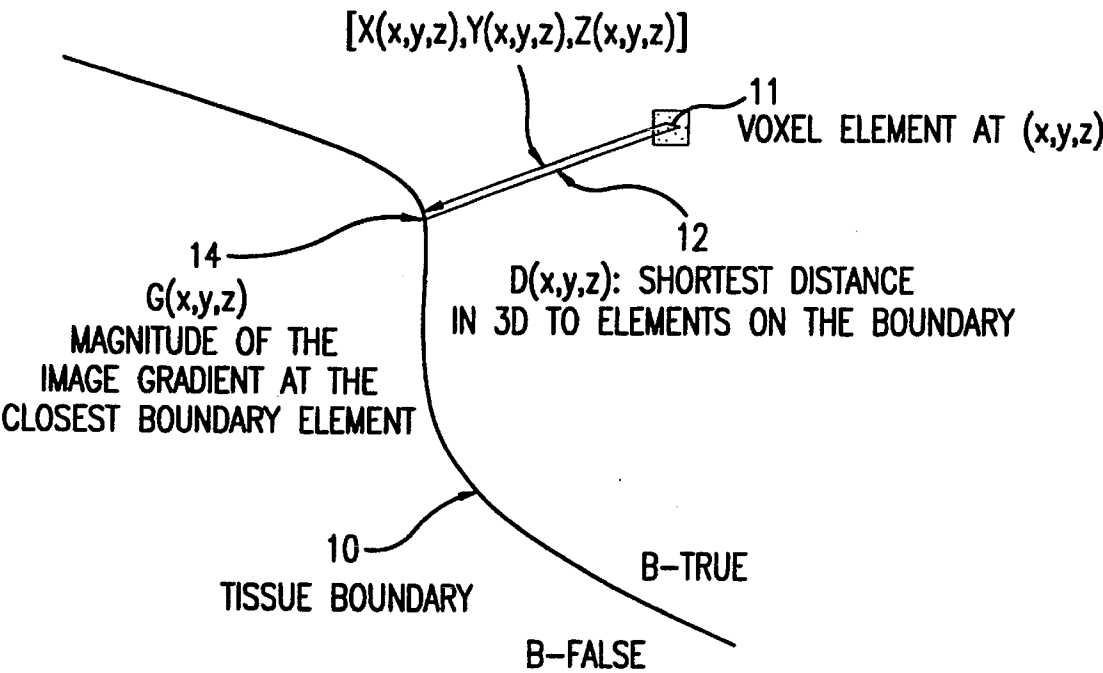 [X(x,y,z),Y(x,y,z),Z(x,y,z)]
11
VOXEL ELEMENT AT (x,y,z)
14
G(x,y,z)
MAGNITUDE OF THE
IMAGE GRADIENT AT THE
CLOSEST BOUNDARY ELEMENT
12
D(x,y,z): SHORTEST DISTANCE
IN 3D TO ELEMENTS ON THE BOUNDARY
10
TISSUE BOUNDARY
B-TRUE
B-FALSE